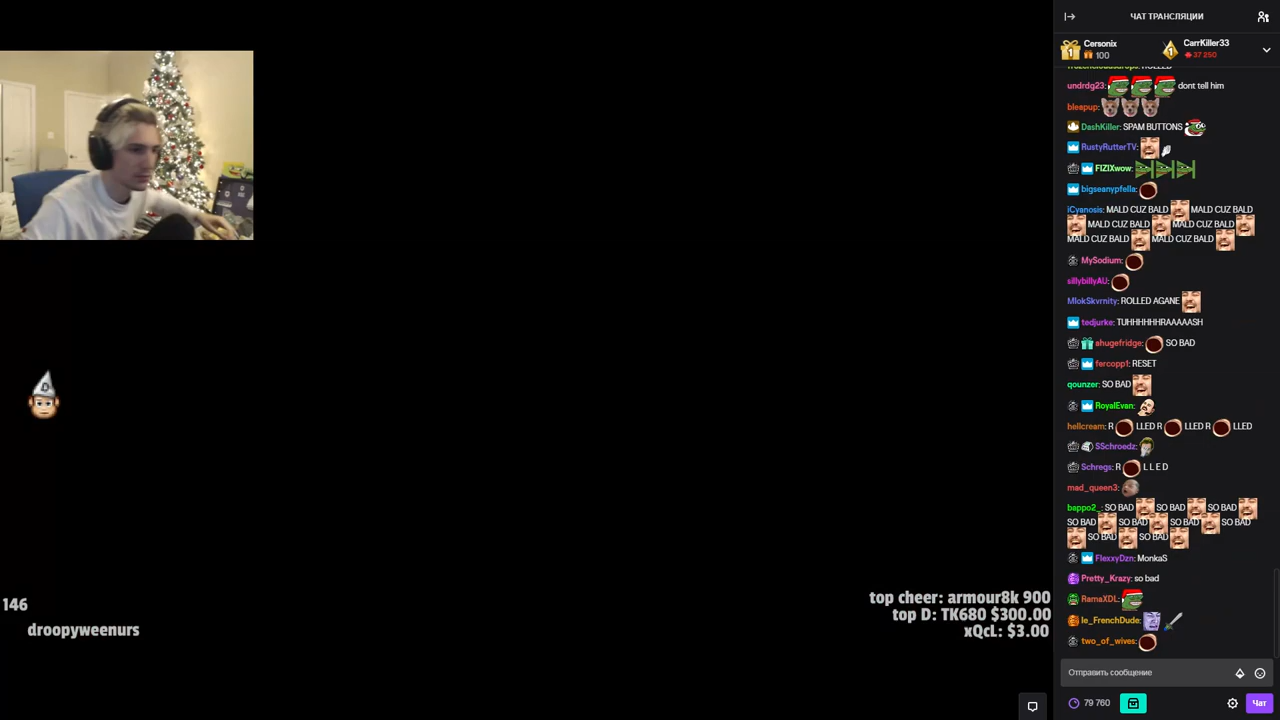 146
droopyweenurs
top cheer: armour8k 900
top D: TK680 $300.00
xQcL: $3.00
ЧАТ ТРАНСЛЯЦИИ
Cersonix
100
CarrKiller33
37 250
undrdg23: dont tell him
bleapup:
DashKiller: SPAM BUTTONS
RustyRutterTV:
FIZIXwow:
bigseanypfella:
iCyanosis: MALD CUZ BALD MALD CUZ BALD
MALD CUZ BALD MALD CUZ BALD
MALD CUZ BALD MALD CUZ BALD
MySodium:
sillybillyAU:
MlokSkvrnity: ROLLED AGANE
tedjurke: TUHHHHHHRAAAAASH
ahugefridge: SO BAD
fercopp1: RESET
qounzer: SO BAD
RoyalEvan:
hellcream: R LLED R LLED R LLED
SSchroedz:
Schregs: R L L E D
mad_queen3:
bappo2_: SO BAD SO BAD SO BAD
SO BAD SO BAD SO BAD SO BAD
SO BAD SO BAD
FlexxyDzn: MonkaS
Pretty_Krazy: so bad
RamaXDL:
le_FrenchDude:
two_of_wives:
Отправить сообщение
79 760
Чат